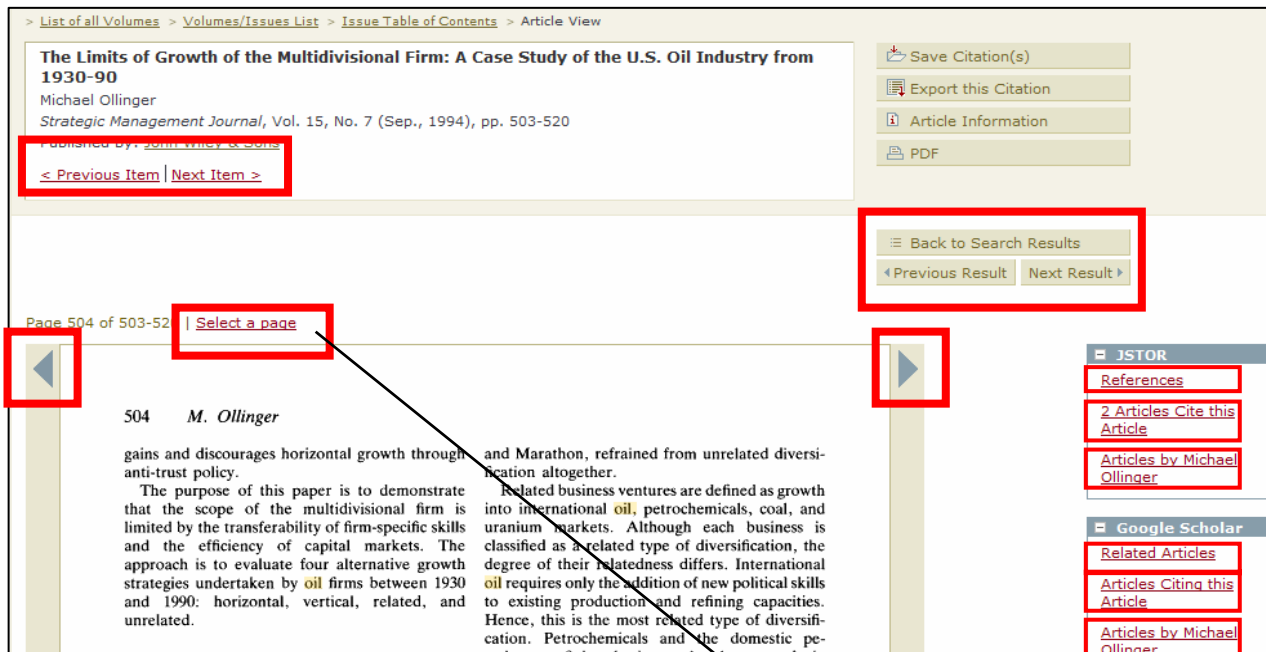 > List of all Volumes > Volumes/Issues List > Issue Table of Contents > Article View
The Limits of Growth of the Multidivisional Firm: A Case Study of the U.S. Oil Industry from
1930-90
Michael Ollinger
Strategic Management Journal, Vol. 15, No. 7 (Sep., 1994), pp. 503-520
Published by: John Wiley & Sons
< Previous Item | Next Item >
Save Citation(s)
Export this Citation
Article Information
PDF
Back to Search Results
Previous Result Next Result
Page 504 of 503-520 | Select a page
504 M. Ollinger
gains and discourages horizontal growth through
anti-trust policy.
The purpose of this paper is to demonstrate
that the scope of the multidivisional firm is
limited by the transferability of firm-specific skills
and the efficiency of capital markets. The
approach is to evaluate four alternative growth
strategies undertaken by oil firms between 1930
and 1990: horizontal, vertical, related, and
unrelated.
and Marathon, refrained from unrelated diversi-
fication altogether.
Related business ventures are defined as growth
into international oil, petrochemicals, coal, and
uranium markets. Although each business is
classified as a related type of diversification, the
degree of their relatedness differs. International
oil requires only the addition of new political skills
to existing production and refining capacities.
Hence, this is the most related type of diversifi-
cation. Petrochemicals and the domestic pe-
JSTOR
References
2 Articles Cite this
Article
Articles by Michael
Ollinger
Google Scholar
Related Articles
Articles Citing this
Article
Articles by Michael
Ollinger